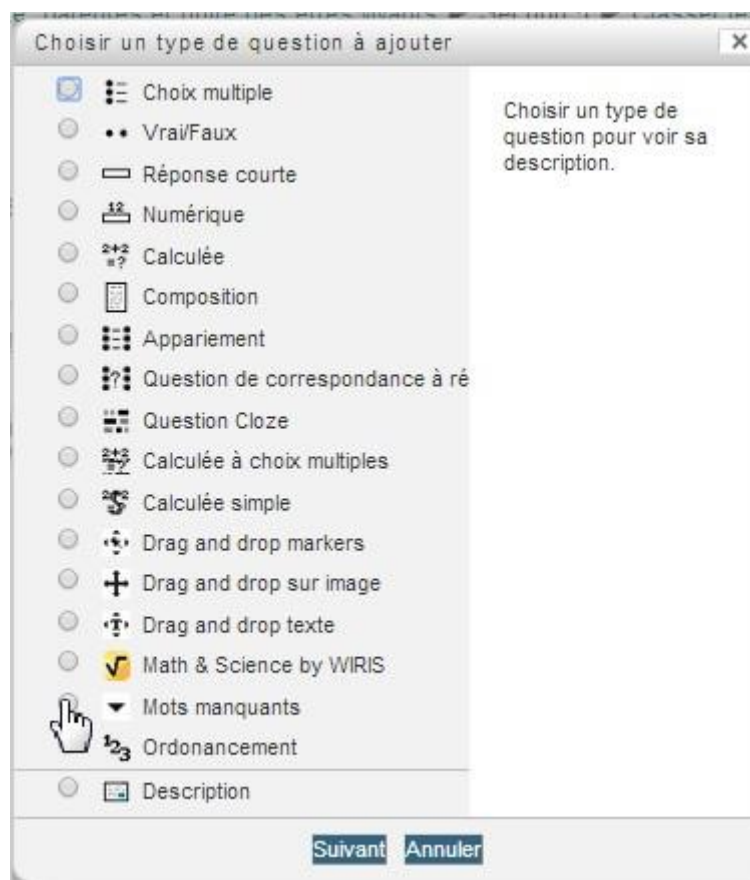 Choisir un type de question à ajouter
Choix multiple
Vrai/Faux
Réponse courte
Numérique
Calculée
Composition
Appariement
Question de correspondance à ré
Question Cloze
Calculée à choix multiples
Calculée simple
Drag and drop markers
Drag and drop sur image
Drag and drop texte
Math & Science by WIRIS
Mots manquants
Ordonancement
Description
Choisir un type de
question pour voir sa
description.
Suivant Annuler